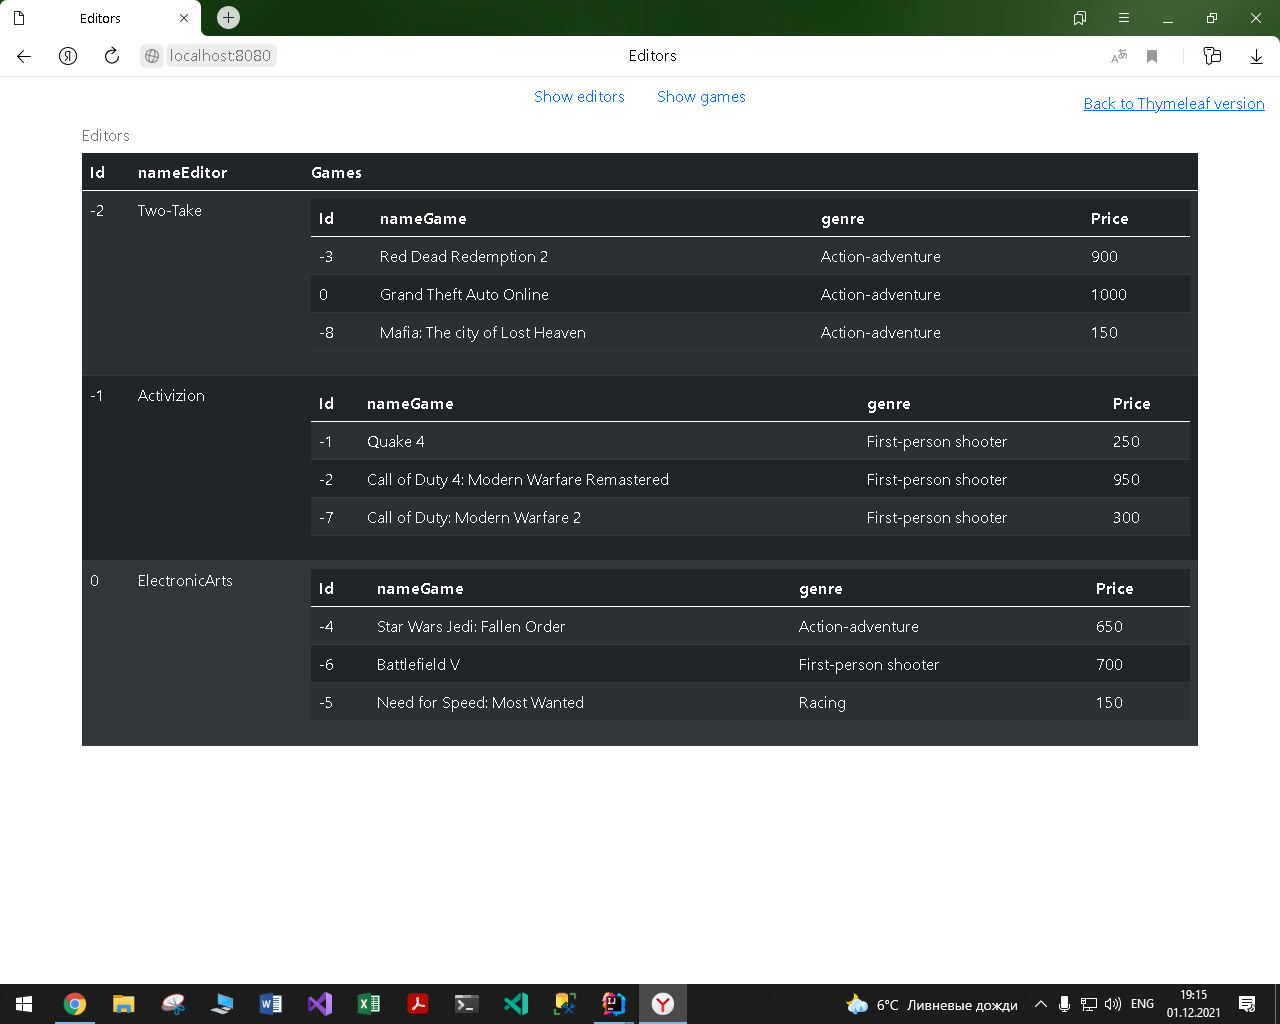 Editors
localhost:8080
Editors
Show editors Show games
Back to Thymeleaf version
Editors
Id nameEditor Games
-2 Two-Take
Id nameGame genre Price
-3 Red Dead Redemption 2 Action-adventure 900
0 Grand Theft Auto Online Action-adventure 1000
-8 Mafia: The city of Lost Heaven Action-adventure 150
-1 Activizion
Id nameGame genre Price
-1 Quake 4 First-person shooter 250
-2 Call of Duty 4: Modern Warfare Remastered First-person shooter 950
-7 Call of Duty: Modern Warfare 2 First-person shooter 300
0 ElectronicArts
Id nameGame genre Price
-4 Star Wars Jedi: Fallen Order Action-adventure 650
-6 Battlefield V First-person shooter 700
-5 Need for Speed: Most Wanted Racing 150
6°C Ливневые дожди ENG
19:15
01.12.2021